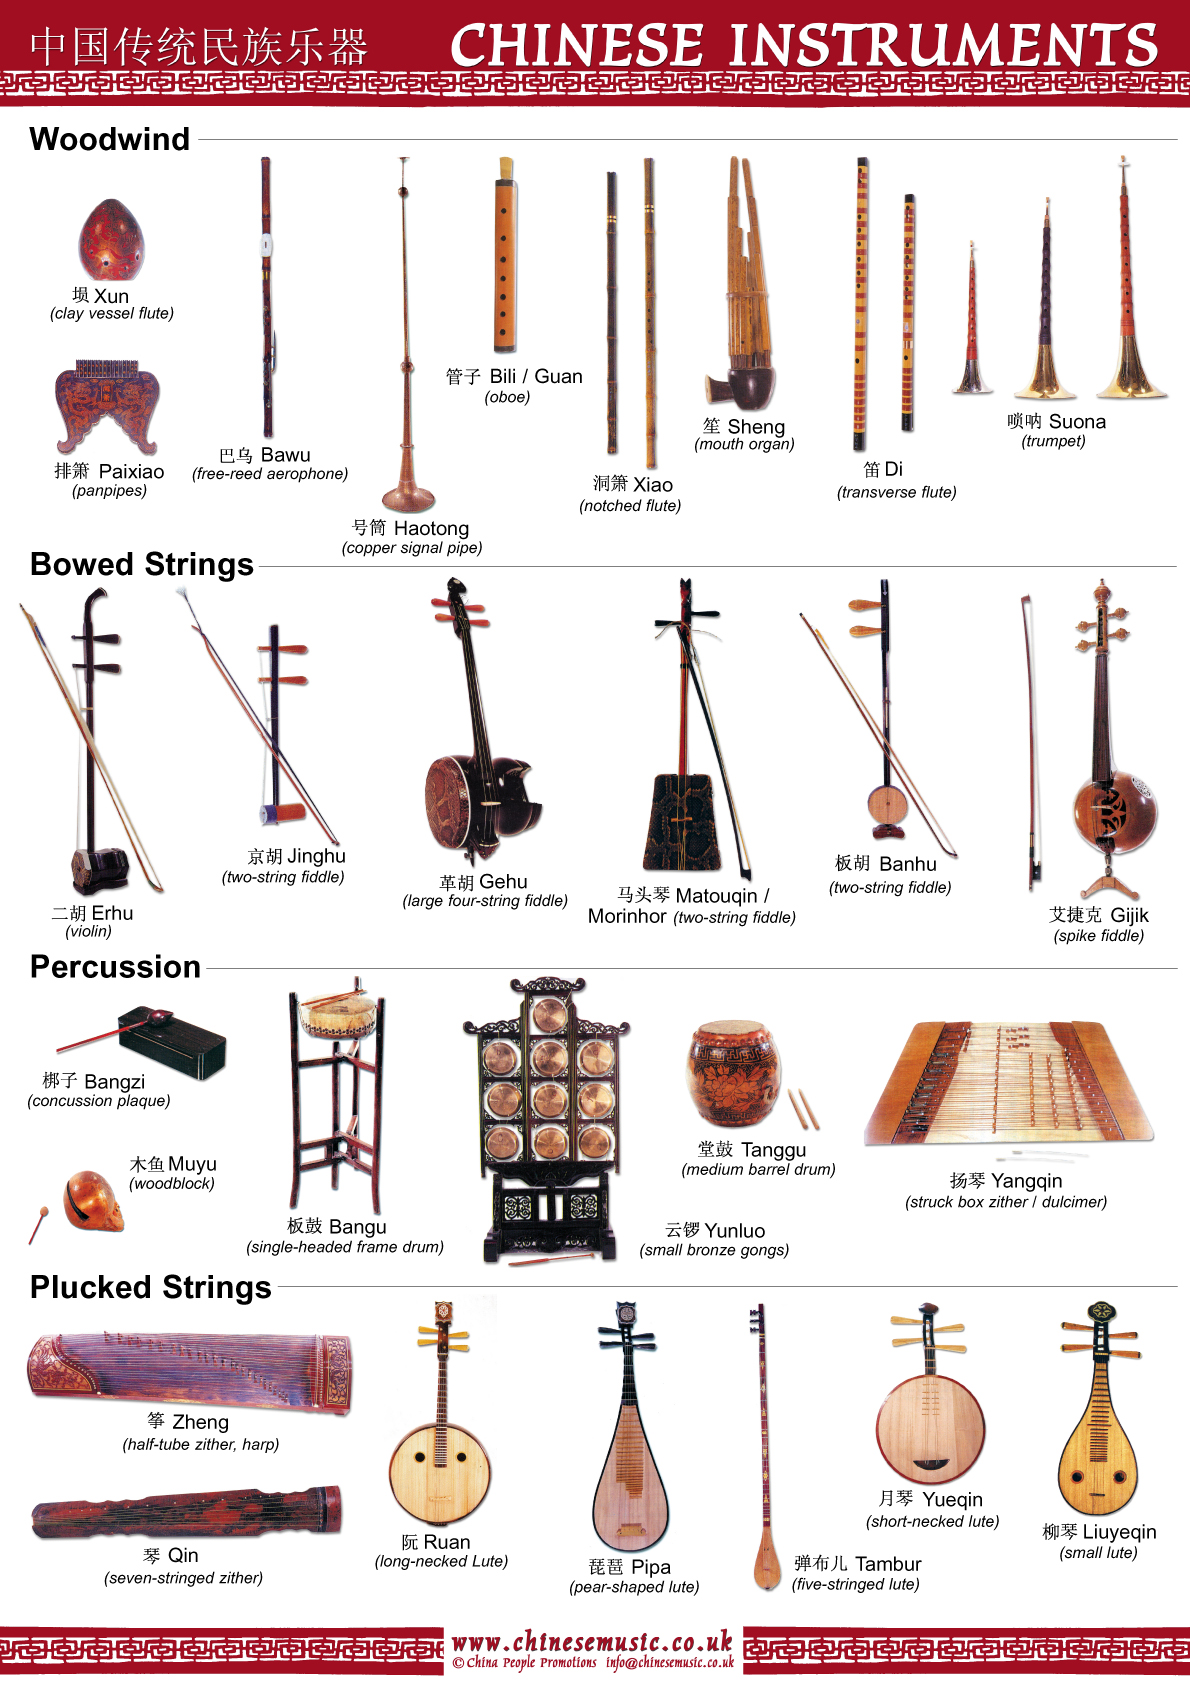 中国传统民族乐器
CHINESE INSTRUMENTS
Woodwind
埙 Xun
(clay vessel flute)
排箫 Paixiao
(panpipes)
巴乌 Bawu
(free-reed aerophone)
号筒 Haotong
(copper signal pipe)
管子 Bili / Guan
(oboe)
洞箫 Xiao
(notched flute)
笙 Sheng
(mouth organ)
笛 Di
(transverse flute)
唢呐 Suona
(trumpet)
Bowed Strings
二胡 Erhu
(violin)
京胡 Jinghu
(two-string fiddle)
革胡 Gehu
(large four-string fiddle)
马头琴 Matouqin /
Morinhor (two-string fiddle)
板胡 Banhu
(two-string fiddle)
艾捷克 Gijik
(spike fiddle)
Percussion
梆子 Bangzi
(concussion plaque)
木鱼 Muyu
(woodblock)
板鼓 Bangu
(single-headed frame drum)
云锣 Yunluo
(small bronze gongs)
堂鼓 Tanggu
(medium barrel drum)
扬琴 Yangqin
(struck box zither / dulcimer)
Plucked Strings
筝 Zheng
(half-tube zither, harp)
琴 Qin
(seven-stringed zither)
阮 Ruan
(long-necked Lute)
琵琶 Pipa
(pear-shaped lute)
弹布儿 Tambur
(five-stringed lute)
月琴 Yueqin
(short-necked lute)
柳琴 Liuyeqin
(small lute)
www.chinesemusic.co.uk
© China People Promotions info@chinesemusic.co.uk